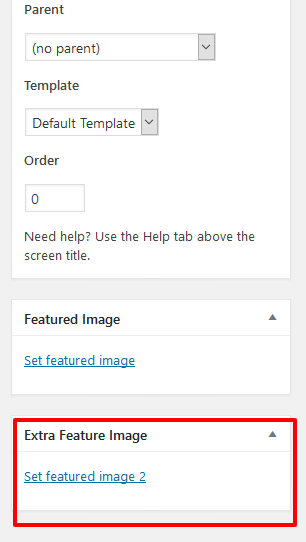 Parent
(no parent)
Template
Default Template
Order
0
Need help? Use the Help tab above the
screen title.
Featured Image
Set featured image
Extra Feature Image
Set featured image 2